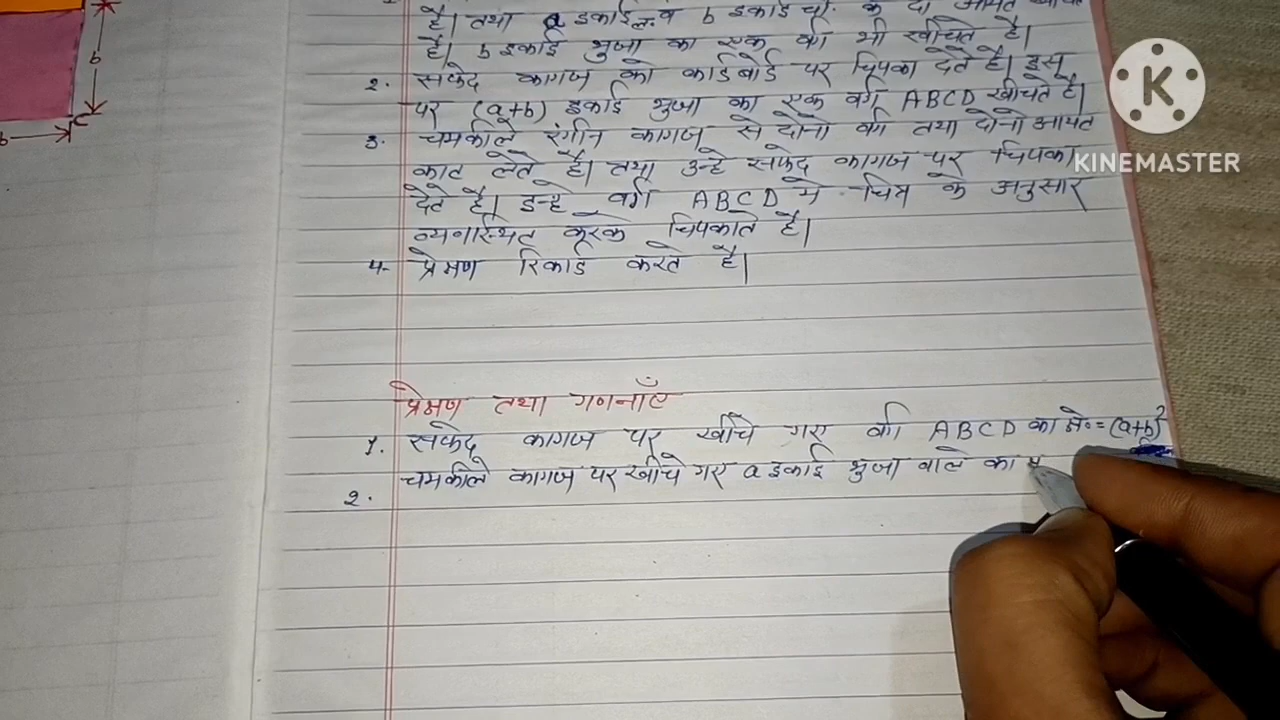 है। तथा a इकाई ल. व b इकाई चौ. के दो आयत
है। b इकाई भुजा का एक वर्ग भी खींचते है।
2. सफेद कागज को कार्डबोर्ड पर चिपका देते है। इस
पर (a+b) इकाई भुजा का एक वर्ग ABCD खीचते है।
3. चमकीले रंगीन कागज से दोनो वर्ग तथा दोनो आयत
काट लेते है। तथा उन्हे सफेद कागज पर चिपका
देते है। इन्हे वर्ग ABCD मे चित्र के अनुसार
व्यवस्थित करके चिपकाते है।
4- प्रेक्षण रिकार्ड करते है।
प्रेक्षण तथा गणनाएँ
1. सफेद कागज पर खींचे गए वर्ग ABCD का क्षे०=(a+b)²
2. चमकीले कागज पर खीचे गए a इकाई भुजा वाले का
b
b
C
K
KINEMASTER